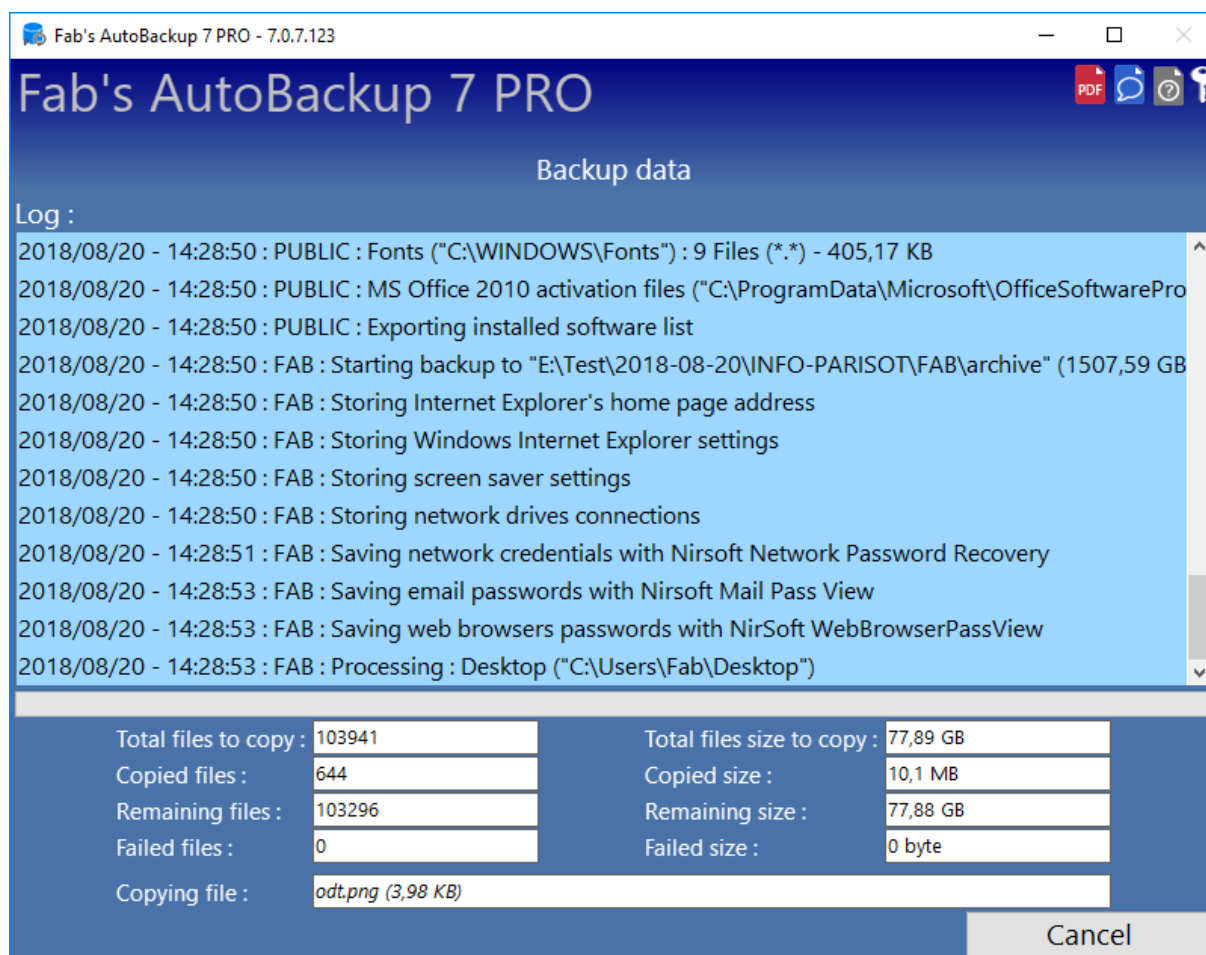 Fab's AutoBackup 7 PRO - 7.0.7.123
Fab's AutoBackup 7 PRO
PDF
?
Backup data
Log :
2018/08/20 - 14:28:50 : PUBLIC : Fonts ("C:\WINDOWS\Fonts") : 9 Files (*.*) - 405,17 KB
2018/08/20 - 14:28:50 : PUBLIC : MS Office 2010 activation files ("C:\ProgramData\Microsoft\OfficeSoftwarePro
2018/08/20 - 14:28:50 : PUBLIC : Exporting installed software list
2018/08/20 - 14:28:50 : FAB : Starting backup to "E:\Test\2018-08-20\INFO-PARISOT\FAB\archive" (1507,59 GB
2018/08/20 - 14:28:50 : FAB : Storing Internet Explorer's home page address
2018/08/20 - 14:28:50 : FAB : Storing Windows Internet Explorer settings
2018/08/20 - 14:28:50 : FAB : Storing screen saver settings
2018/08/20 - 14:28:50 : FAB : Storing network drives connections
2018/08/20 - 14:28:51 : FAB : Saving network credentials with Nirsoft Network Password Recovery
2018/08/20 - 14:28:53 : FAB : Saving email passwords with Nirsoft Mail Pass View
2018/08/20 - 14:28:53 : FAB : Saving web browsers passwords with NirSoft WebBrowserPassView
2018/08/20 - 14:28:53 : FAB : Processing : Desktop ("C:\Users\Fab\Desktop")
Total files to copy : 103941 Total files size to copy : 77,89 GB
Copied files : 644 Copied size : 10,1 MB
Remaining files : 103296 Remaining size : 77,88 GB
Failed files : 0 Failed size : 0 byte
Copying file : odt.png (3,98 KB)
Cancel